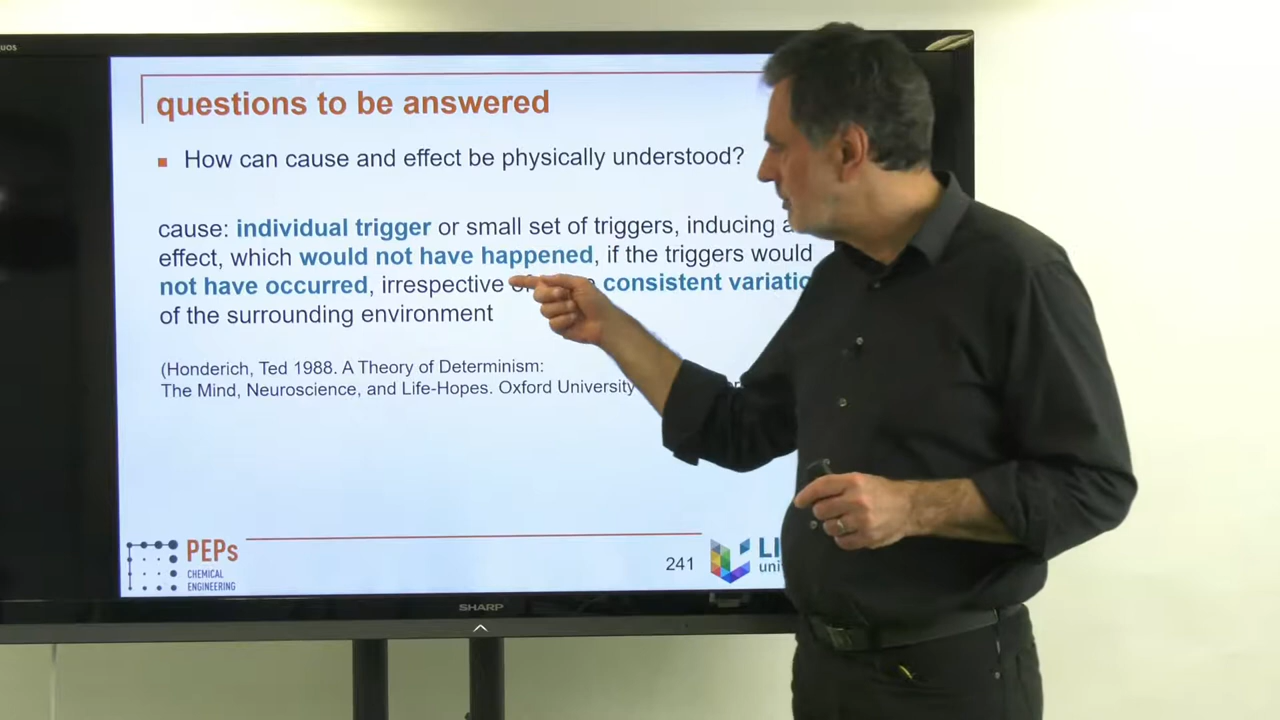 questions to be answered
How can cause and effect be physically understood?
cause: individual trigger or small set of triggers, inducing
effect, which would not have happened, if the triggers would
not have occurred, irrespective consistent
of the surrounding environment
(Honderich, Ted 1988. A Theory of Determinism:
The Mind, Neuroscience, and Life-Hopes. Oxford University
PEPs
CHEMICAL
ENGINEERING
241
SHARP